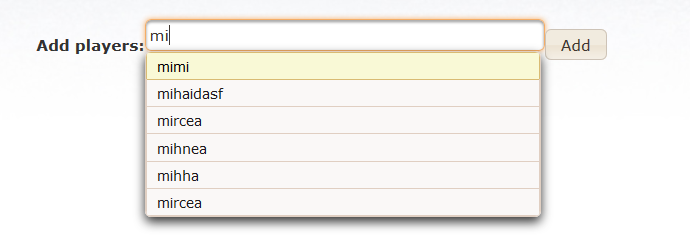 Add players: mi Add
mimi
mihaidasf
mircea
mihnea
mihha
mircea